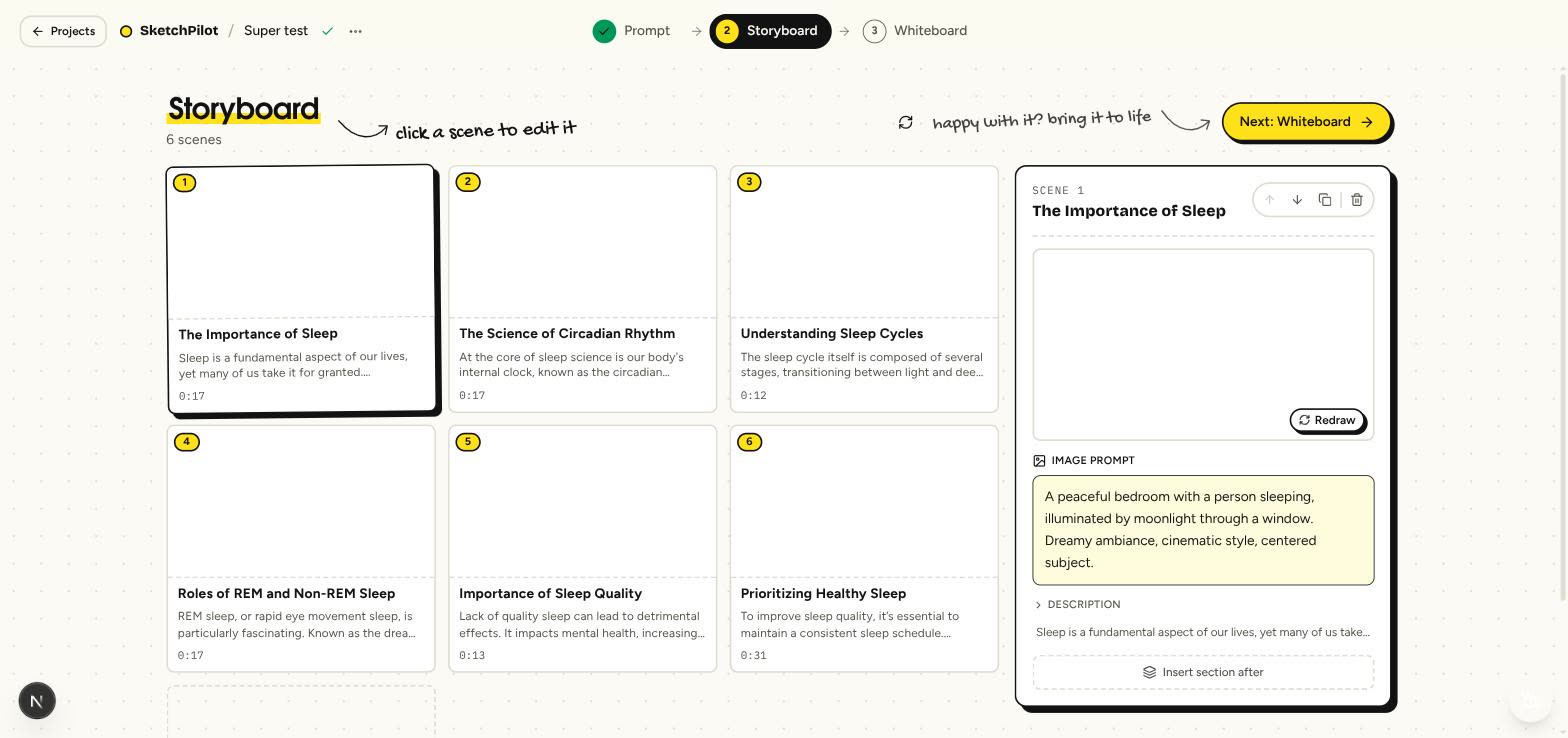 Projects
SketchPilot / Super test
Prompt
2 Storyboard
3 Whiteboard
Storyboard
6 scenes
click a scene to edit it
happy with it? bring it to life
Next: Whiteboard
1
The Importance of Sleep
Sleep is a fundamental aspect of our lives,
yet many of us take it for granted....
0:17
2
The Science of Circadian Rhythm
At the core of sleep science is our body's
internal clock, known as the circadian...
0:17
3
Understanding Sleep Cycles
The sleep cycle itself is composed of several
stages, transitioning between light and dee...
0:12
4
Roles of REM and Non-REM Sleep
REM sleep, or rapid eye movement sleep, is
particularly fascinating. Known as the drea...
0:17
5
Importance of Sleep Quality
Lack of quality sleep can lead to detrimental
effects. It impacts mental health, increasing...
0:13
6
Prioritizing Healthy Sleep
To improve sleep quality, it's essential to
maintain a consistent sleep schedule....
0:31
SCENE 1
The Importance of Sleep
Redraw
IMAGE PROMPT
A peaceful bedroom with a person sleeping,
illuminated by moonlight through a window.
Dreamy ambiance, cinematic style, centered
subject.
DESCRIPTION
Sleep is a fundamental aspect of our lives, yet many of us take...
Insert section after
N